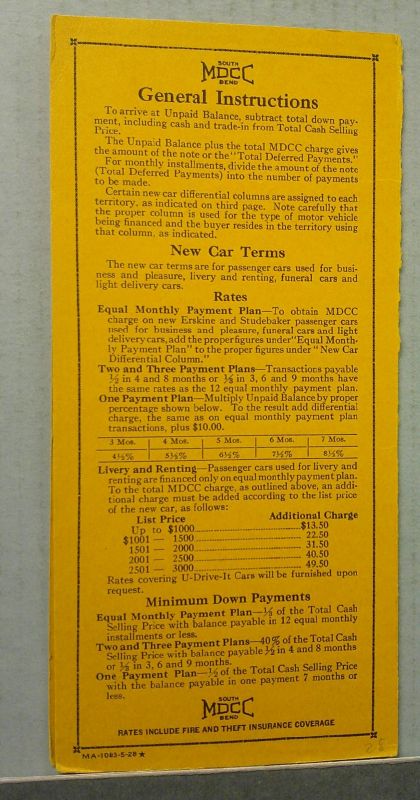 SOUTH
MDCC
BEND
General Instructions
To arrive at Unpaid Balance, subtract total down pay-
ment, including cash and trade-in from Total Cash Selling
Price.
The Unpaid Balance plus the total MDCC charge gives
the amount of the note or the "Total Deferred Payments."
For monthly installments, divide the amount of the note
(Total Deferred Payments) into the number of payments
to be made.
Certain new car differential columns are assigned to each
territory, as indicated on third page. Note carefully that
the proper column is used for the type of motor vehicle
being financed and the buyer resides in the territory using
that column, as indicated.
New Car Terms
The new car terms are for passenger cars used for busi-
ness and pleasure, livery and renting, funeral cars and
light delivery cars.
Rates
Equal Monthly Payment Plan—To obtain MDCC
charge on new Erskine and Studebaker passenger cars
used for business and pleasure, funeral cars and light
delivery cars, add the proper figures under "Equal Month-
ly Payment Plan" to the proper figures under "New Car
Differential Column."
Two and Three Payment Plans—Transactions payable
½ in 4 and 8 months or ⅓ in 3, 6 and 9 months have
the same rates as the 12 equal monthly payment plan.
One Payment Plan—Multiply Unpaid Balance by proper
percentage shown below. To the result add differential
charge, the same as on equal monthly payment plan
transactions, plus $10.00.
3 Mos. 4 Mos. 5 Mos. 6 Mos. 7 Mos.
4½% 5½% 6½% 7½% 8½%
Livery and Renting—Passenger cars used for livery and
renting are financed only on equal monthly payment plan.
To the total MDCC charge, as outlined above, an addi-
tional charge must be added according to the list price
of the new car, as follows:
List Price Additional Charge
Up to $1000 $13.50
$1001 — 1500 22.50
1501 — 2000 31.50
2001 — 2500 40.50
2501 — 3000 49.50
Rates covering U-Drive-It Cars will be furnished upon
request.
Minimum Down Payments
Equal Monthly Payment Plan—⅓ of the Total Cash
Selling Price with balance payable in 12 equal monthly
installments or less.
Two and Three Payment Plans—40% of the Total Cash
Selling Price with balance payable ½ in 4 and 8 months
or ⅓ in 3, 6 and 9 months.
One Payment Plan—½ of the Total Cash Selling Price
with the balance payable in one payment 7 months or
less.
SOUTH
MDCC
BEND
RATES INCLUDE FIRE AND THEFT INSURANCE COVERAGE
MA-1083-5-28★
28